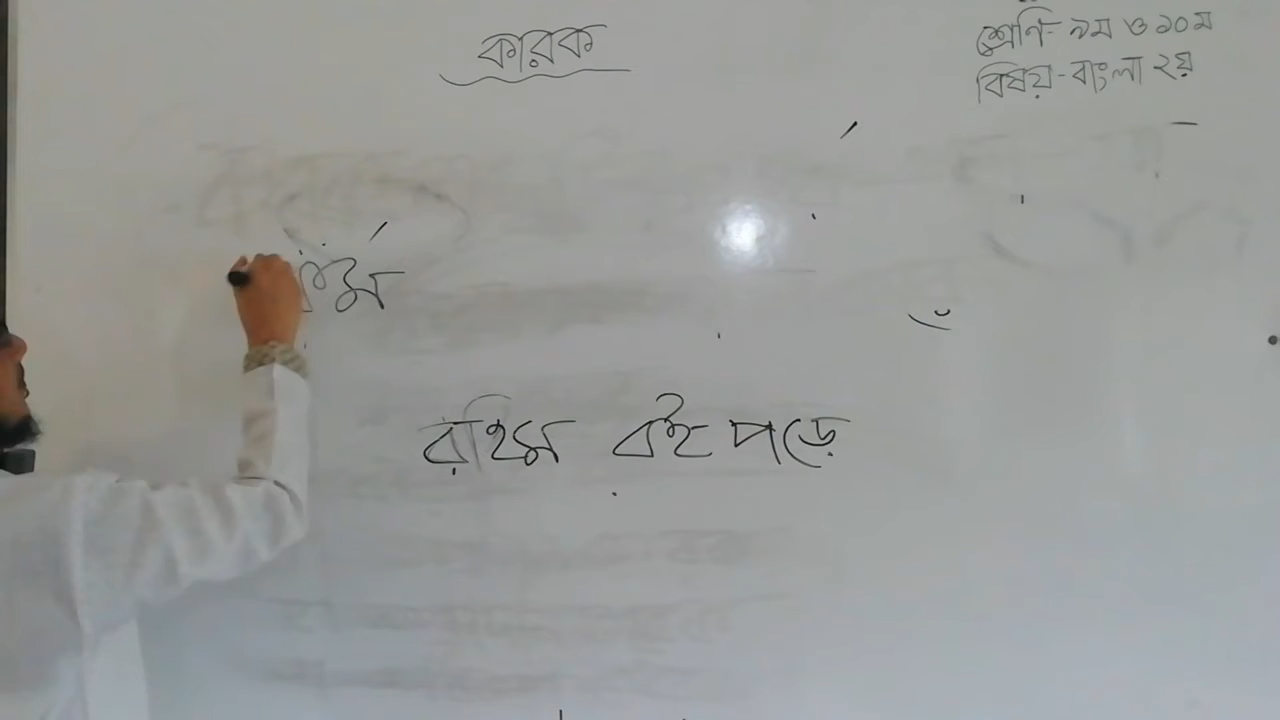 কারক
শ্রেণি- ৯ম ও ১০ম
বিষয়-বাংলা ২য়
রহিম বই পড়ে